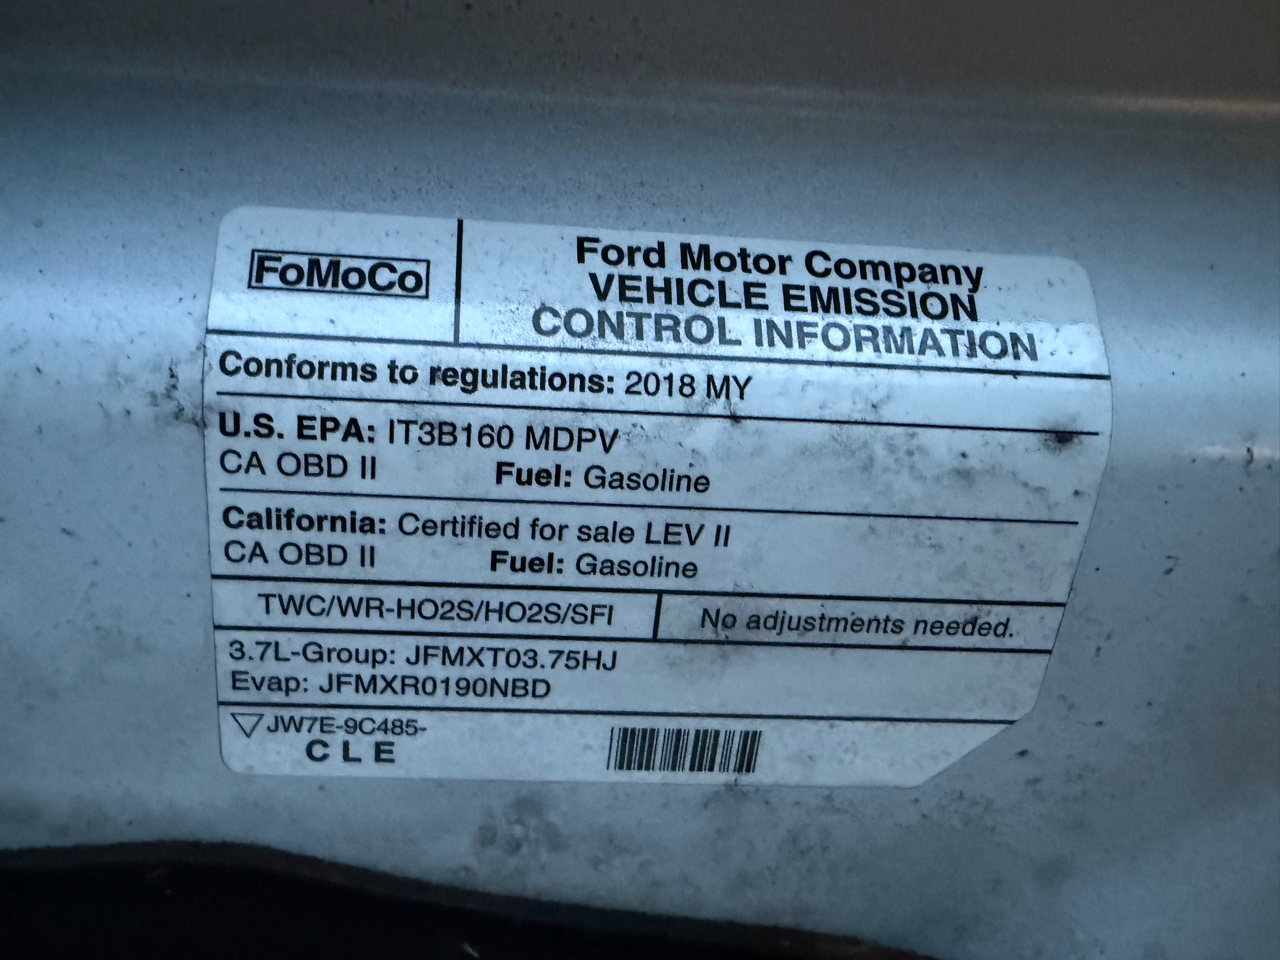 FoMoCo
Ford Motor Company
VEHICLE EMISSION
CONTROL INFORMATION
Conforms to regulations: 2018 MY
U.S. EPA: IT3B160 MDPV
CA OBD II Fuel: Gasoline
California: Certified for sale LEV II
CA OBD II Fuel: Gasoline
TWC/WR-HO2S/HO2S/SFI No adjustments needed.
3.7L-Group: JFMXT03.75HJ
Evap: JFMXR0190NBD
JW7E-9C485-
C L E